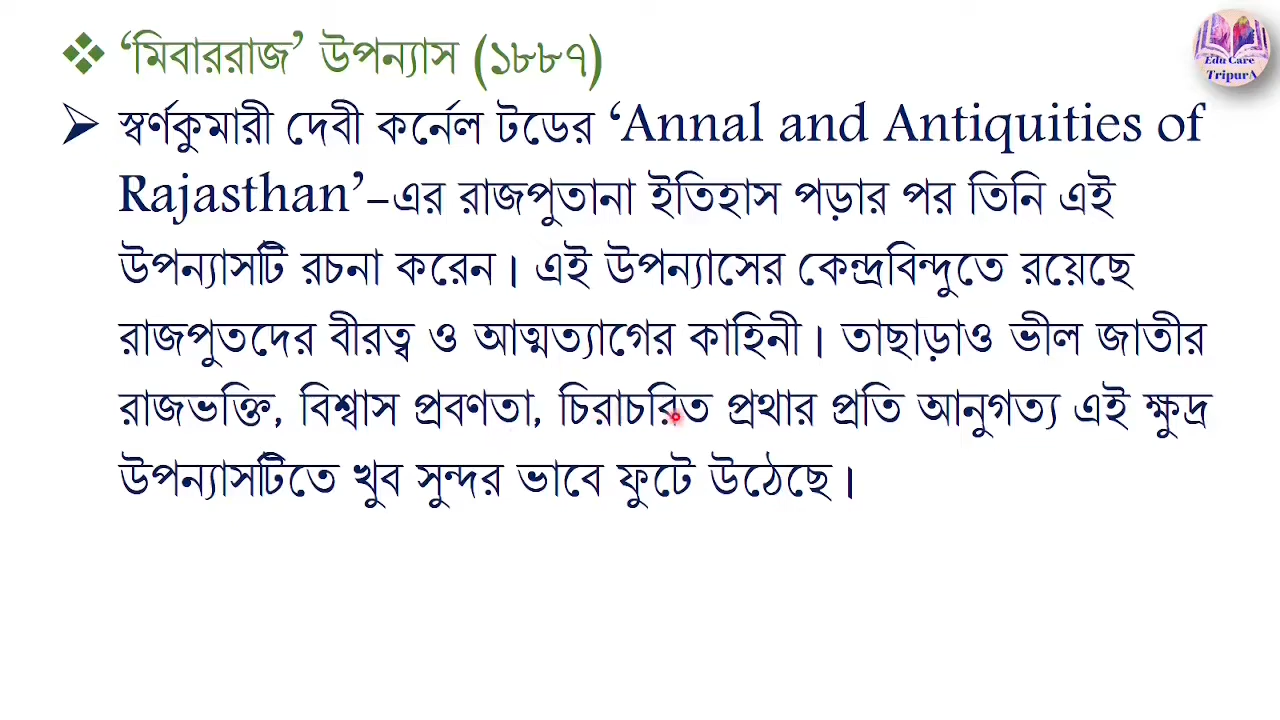 ‘মিবাররাজ’ উপন্যাস (১৮৮৭)
স্বর্ণকুমারী দেবী কর্নেল টডের ‘Annal and Antiquities of
Rajasthan’-এর রাজপুতানা ইতিহাস পড়ার পর তিনি এই
উপন্যাসটি রচনা করেন। এই উপন্যাসের কেন্দ্রবিন্দুতে রয়েছে
রাজপুতদের বীরত্ব ও আত্মত্যাগের কাহিনী। তাছাড়াও ভীল জাতীর
রাজভক্তি, বিশ্বাস প্রবণতা, চিরাচরিত প্রথার প্রতি আনুগত্য এই ক্ষুদ্র
উপন্যাসটিতে খুব সুন্দর ভাবে ফুটে উঠেছে।
Edu Care
TripurA